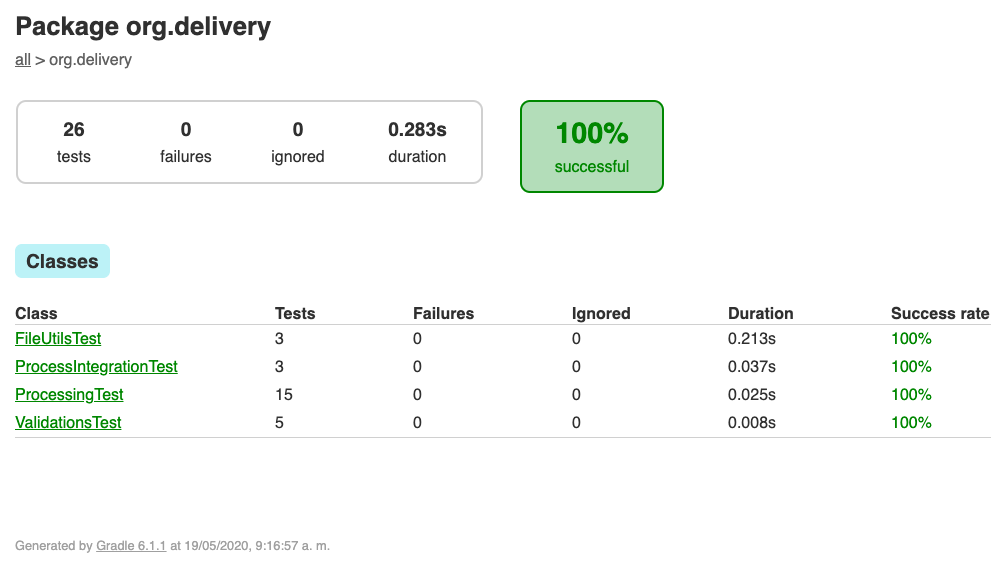 Package org.delivery
all > org.delivery
26 0 0 0.283s
tests failures ignored duration
100%
successful
Classes
Class Tests Failures Ignored Duration Success rate
FileUtilsTest 3 0 0 0.213s 100%
ProcessIntegrationTest 3 0 0 0.037s 100%
ProcessingTest 15 0 0 0.025s 100%
ValidationsTest 5 0 0 0.008s 100%
Generated by Gradle 6.1.1 at 19/05/2020, 9:16:57 a. m.